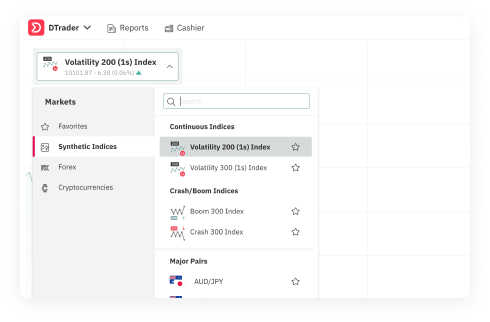 DTrader
Reports
Cashier
Volatility 200 (1s) Index
10101.87 - 6.38 (0.06%)
Markets
Search...
Favorites
Synthetic Indices
Forex
Cryptocurrencies
Continuous Indices
Volatility 200 (1s) Index
Volatility 300 (1s) Index
Crash/Boom Indices
Boom 300 Index
Crash 300 Index
Major Pairs
AUD/JPY